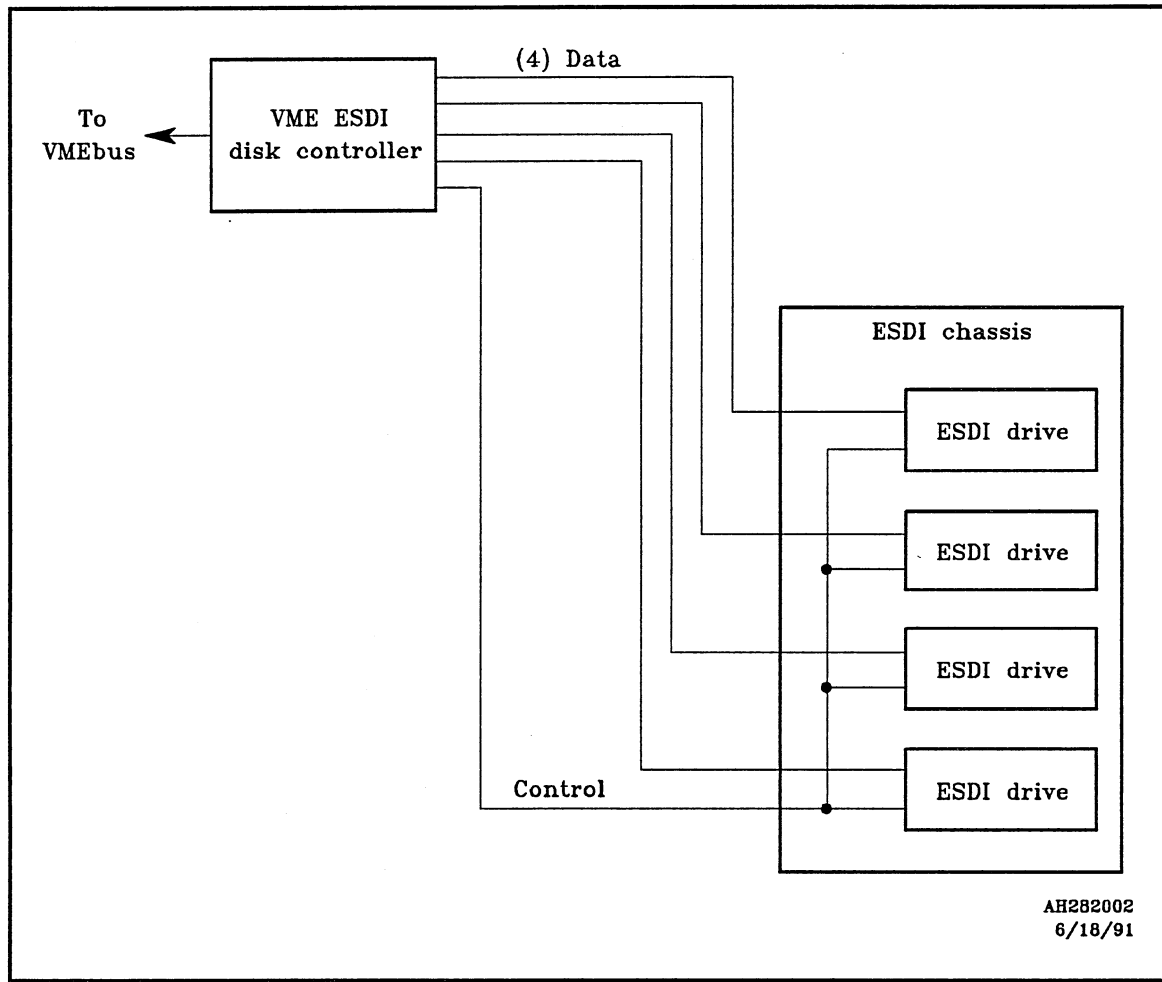 (4) Data
To
VMEbus
VME ESDI
disk controller
ESDI chassis
ESDI drive
ESDI drive
ESDI drive
ESDI drive
Control
AH282002
6/18/91